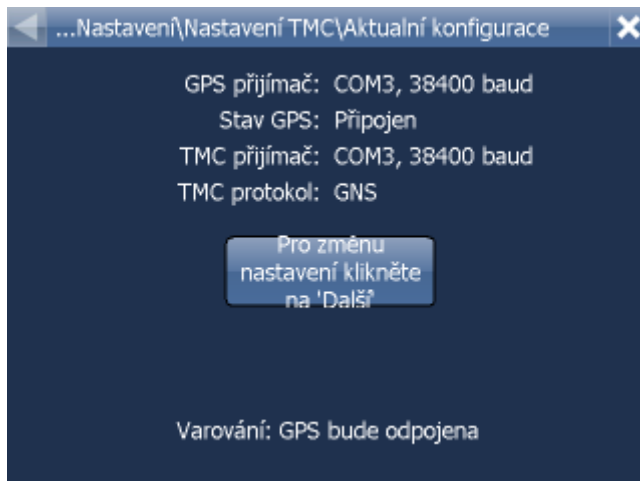 ...Nastavení\Nastavení TMC\Aktualní konfigurace
GPS přijímač: COM3, 38400 baud
Stav GPS: Připojen
TMC přijímač: COM3, 38400 baud
TMC protokol: GNS
Pro změnu
nastavení klikněte
na 'Další'
Varování: GPS bude odpojena